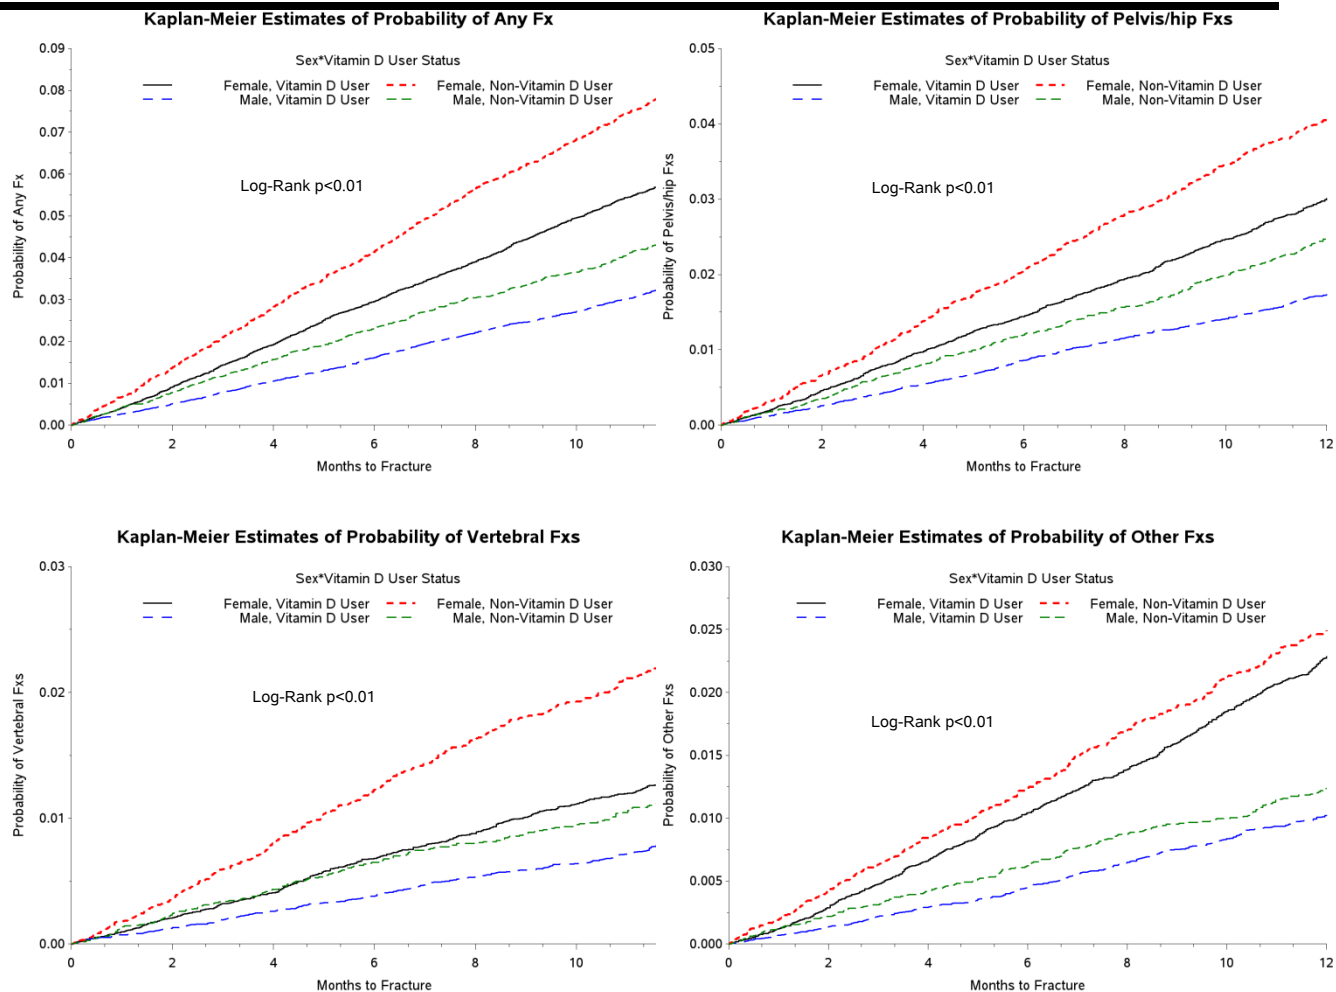 Kaplan-Meier Estimates of Probability of Any Fx
Sex*Vitamin D User Status
Female, Vitamin D User Female, Non-Vitamin D User
Male, Vitamin D User Male, Non-Vitamin D User
Log-Rank p<0.01
Probability of Any Fx
0.09
0.08
0.07
0.06
0.05
0.04
0.03
0.02
0.01
0.00
0 2 4 6 8 10
Months to Fracture
Kaplan-Meier Estimates of Probability of Pelvis/hip Fxs
Sex*Vitamin D User Status
Female, Vitamin D User Female, Non-Vitamin D User
Male, Vitamin D User Male, Non-Vitamin D User
Log-Rank p<0.01
Probability of Pelvis/hip Fxs
0.05
0.04
0.03
0.02
0.01
0.00
0 2 4 6 8 10 12
Months to Fracture
Kaplan-Meier Estimates of Probability of Vertebral Fxs
Sex*Vitamin D User Status
Female, Vitamin D User Female, Non-Vitamin D User
Male, Vitamin D User Male, Non-Vitamin D User
Log-Rank p<0.01
Probability of Vertebral Fxs
0.03
0.02
0.01
0.00
0 2 4 6 8 10
Months to Fracture
Kaplan-Meier Estimates of Probability of Other Fxs
Sex*Vitamin D User Status
Female, Vitamin D User Female, Non-Vitamin D User
Male, Vitamin D User Male, Non-Vitamin D User
Log-Rank p<0.01
Probability of Other Fxs
0.030
0.025
0.020
0.015
0.010
0.005
0.000
0 2 4 6 8 10 12
Months to Fracture